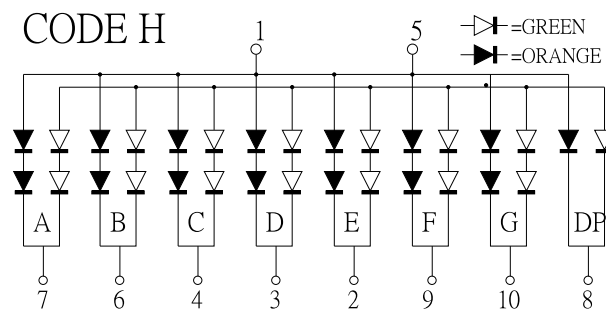 CODE H
1 5
=GREEN
=ORANGE
A B C D E F G DP
7 6 4 3 2 9 10 8